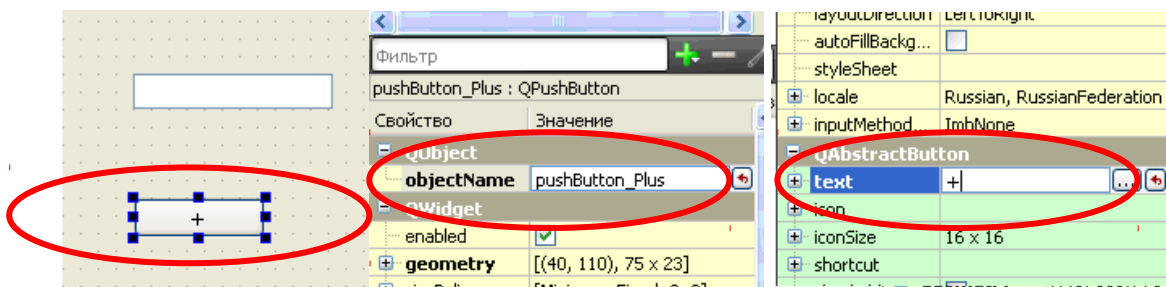 +
Фильтр
pushButton_Plus : QPushButton
Свойство Значение
QObject
objectName pushButton_Plus
QWidget
enabled
geometry [(40, 110), 75 x 23]
layoutDirection LeftToRight
autoFillBackg...
styleSheet
locale Russian, RussianFederation
inputMethod... ImhNone
QAbstractButton
text + ...
icon
iconSize 16 x 16
shortcut